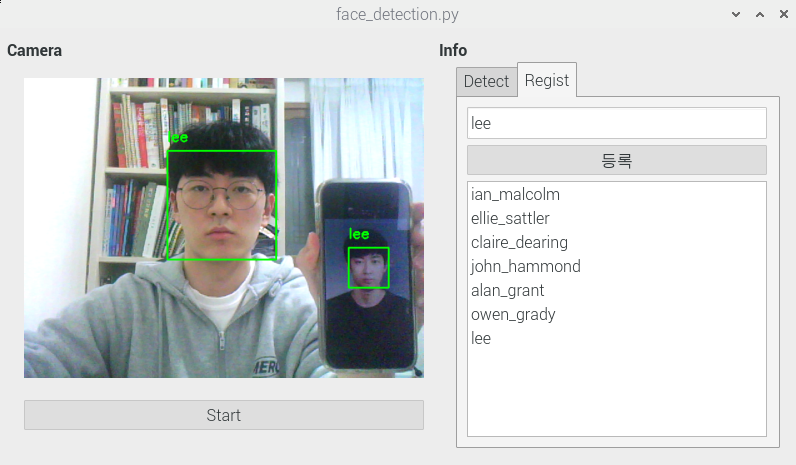 face_detection.py
Camera
Info
Detect
Regist
lee
lee
lee
등록
ian_malcolm
ellie_sattler
claire_dearing
john_hammond
alan_grant
owen_grady
lee
Start